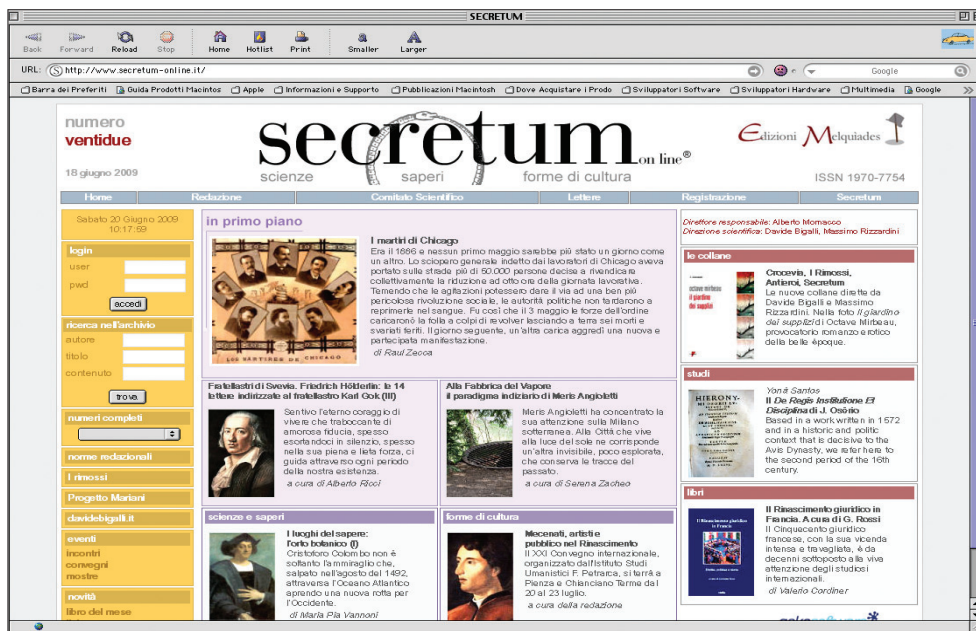 SECRETUM
Back Forward Reload Stop Home Hotlist Print Smaller Larger
URL: http://www.secretum-online.it/ Google
Barra dei Preferiti Guida Prodotti Macintos Apple Informazioni e Supporto Pubblicazioni Macintosh Dove Acquistare i Prodo Sviluppatori Software Sviluppatori Hardware Multimedia Google
numero
ventidue
18 giugno 2009
secretum on line®
scienze saperi forme di cultura
Edizioni Melquiades
ISSN 1970-7754
Home Redazione Comitato Scientifico Lettere Registrazione Secretum
Sabato 20 Giugno 2009
10:17:59
login
user
pwd
accedi
ricerca nell'archivio
autore
titolo
contenuto
trova
numeri completi
norme redazionali
I rimossi
Progetto Mariani
davidebigalli.it
eventi
incontri
convegni
mostre
novità
libro del mese
in primo piano
LOS MARTIRES DE CHICAGO
I martiri di Chicago
Era il 1886 e nessun primo maggio sarebbe più stato un giorno come
un altro. Lo sciopero generale indetto dai lavoratori di Chicago aveva
portato sulle strade più di 50.000 persone decise a rivendicare
collettivamente la riduzione ad otto ore della giornata lavorativa.
Temendo che le agitazioni potessero dare il via ad una ben più
pericolosa rivoluzione sociale, le autorità politiche non tardarono a
reprimerle nel sangue. Fu così che il 3 maggio le forze dell'ordine
caricarono la folla a colpi di revolver lasciando a terra sei morti e
svariati feriti. Il giorno seguente, un'altra carica aggredì una nuova e
partecipata manifestazione.
di Raul Zecca
Fratellastri di Svevia. Friedrich Hölderlin: le 14
lettere indirizzate al fratellastro Karl Gok (III)
Sentivo l'eterno coraggio di
vivere che traboccante di
amorosa fiducia, spesso
esortandoci in silenzio, spesso
nella sua piena e lieta forza, ci
guida attraverso ogni periodo
della nostra esistenza.
a cura di Alberto Ricci
Alla Fabbrica del Vapore
il paradigma indiziario di Meris Angioletti
Meris Angioletti ha concentrato la
sua attenzione sulla Milano
sotterranea. Alla Città che vive
alla luce del sole ne corrisponde
un'altra invisibile, poco esplorata,
che conserva le tracce del
passato.
a cura di Serena Zacheo
scienze e saperi
I luoghi del sapere:
l'orto botanico (I)
Cristoforo Colombo non è
soltanto l'ammiraglio che,
salpato nell'agosto del 1492,
attraversa l'Oceano Atlantico
aprendo una nuova rotta per
l'Occidente.
di Maria Pia Vannoni
forme di cultura
Mecenati, artisti e
pubblico nel Rinascimento
Il XXI Convegno internazionale,
organizzato dall'Istituto Studi
Umanistici F. Petrarca, si terrà a
Pienza e Chianciano Terme dal
20 al 23 luglio.
a cura della redazione
Direttore responsabile: Alberto Mornacco
Direzione scientifica: Davide Bigalli, Massimo Rizzardini
le collane
octave mirbeau
il giardino
dei supplizi
Crocevia, I Rimossi,
Antieroi, Secretum
Le nuove collane dirette da
Davide Bigalli e Massimo
Rizzardini. Nella foto Il giardino
dei supplizi di Octave Mirbeau,
provocatorio romanzo erotico
della belle époque.
studi
HIERONY-
Yonã Santos
Il De Regis Institutione Et
Disciplina di J. Osório
Based in a work written in 1572
and in a historic and politic
context that is decisive to the
Avis Dynasty, we refer here to
the second period of the 16th
century.
libri
Il Rinascimento giuridico
in Francia
Il Rinascimento giuridico in
Francia. A cura di G. Rossi
Il Cinquecento giuridico
francese, con la sua vicenda
intensa e travagliata, è da
decenni sottoposto alla viva
attenzione degli studiosi
internazionali.
di Valerio Cordiner